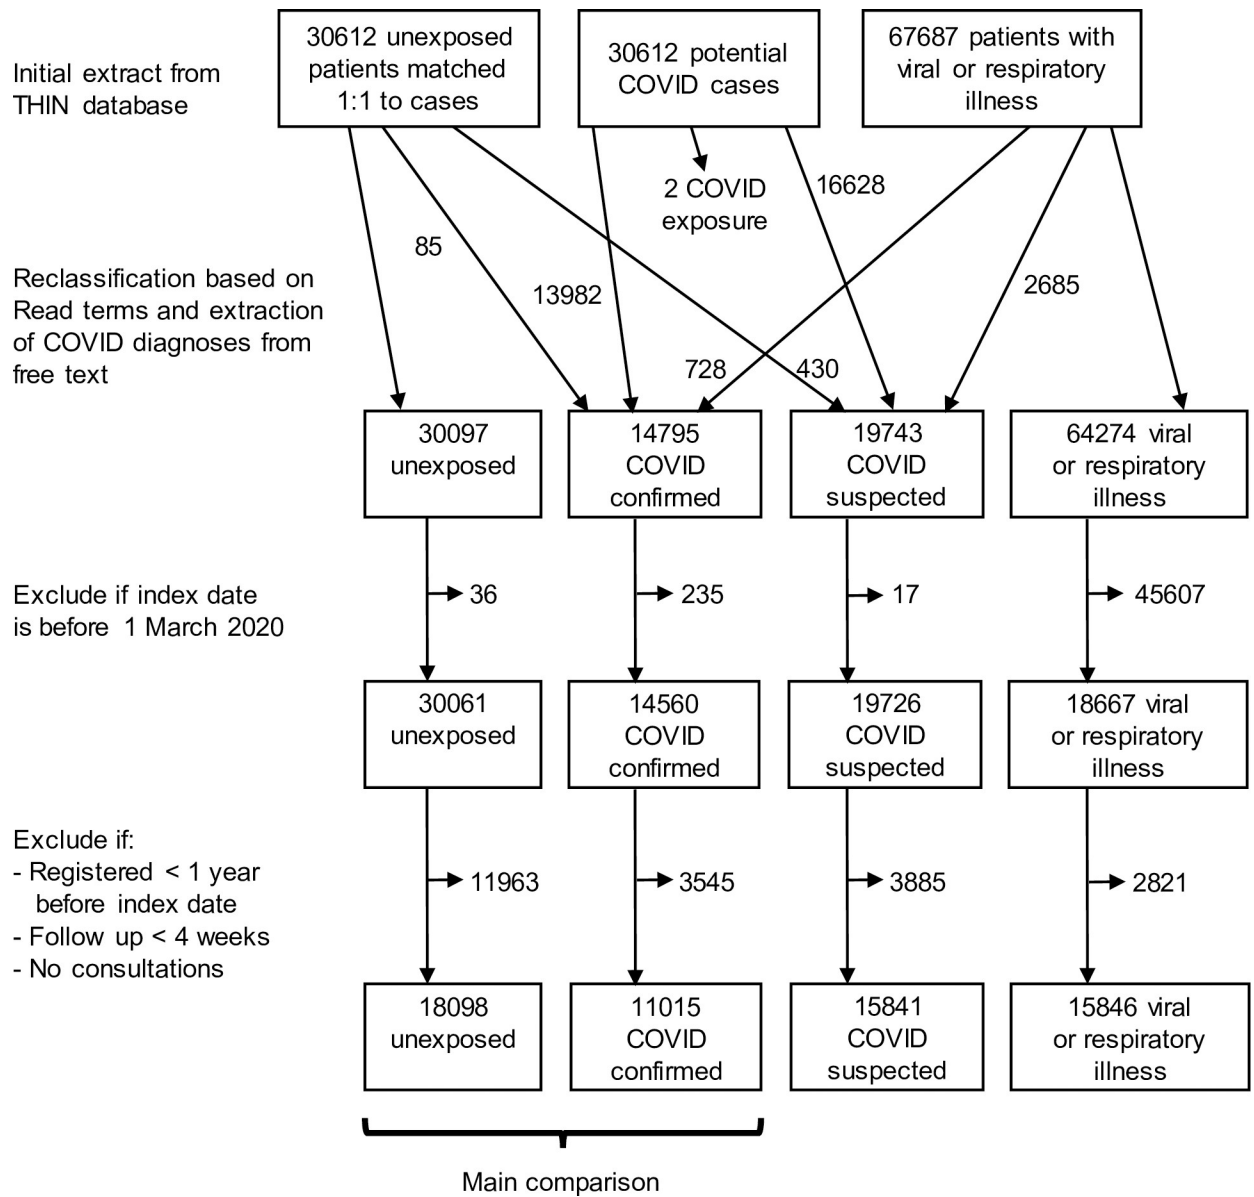 Initial extract from
THIN database
30612 unexposed
patients matched
1:1 to cases
30612 potential
COVID cases
67687 patients with
viral or respiratory
illness
2 COVID
exposure
16628
85
13982
2685
728
430
Reclassification based on
Read terms and extraction
of COVID diagnoses from
free text
30097
unexposed
14795
COVID
confirmed
19743
COVID
suspected
64274 viral
or respiratory
illness
Exclude if index date
is before 1 March 2020
36
235
17
45607
30061
unexposed
14560
COVID
confirmed
19726
COVID
suspected
18667 viral
or respiratory
illness
Exclude if:
- Registered < 1 year
before index date
- Follow up < 4 weeks
- No consultations
11963
3545
3885
2821
18098
unexposed
11015
COVID
confirmed
15841
COVID
suspected
15846 viral
or respiratory
illness
Main comparison